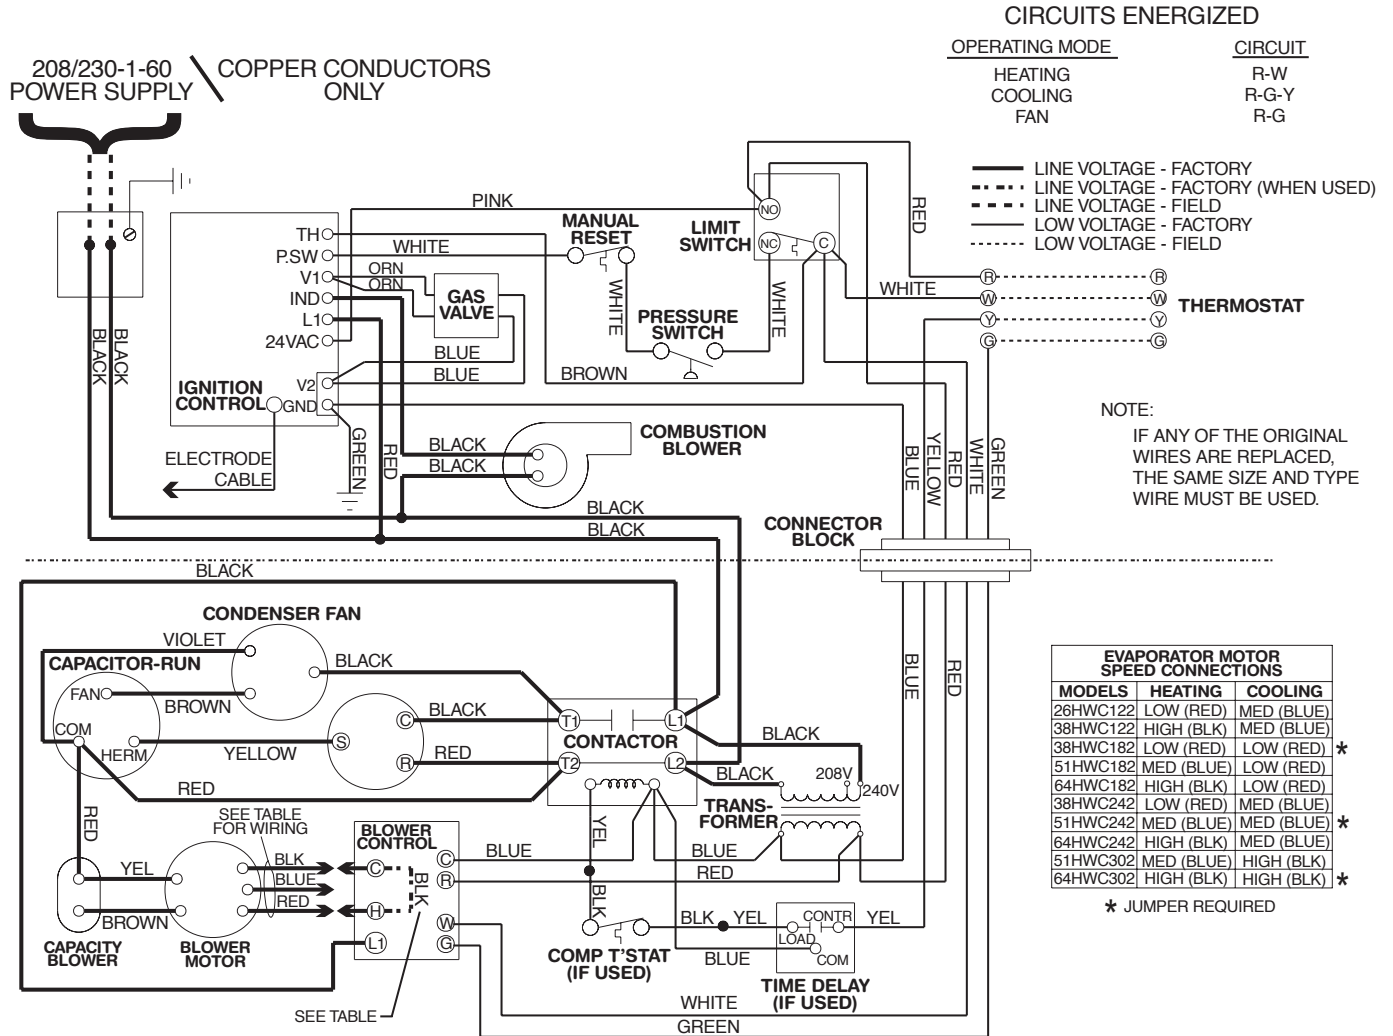 CIRCUITS ENERGIZED
OPERATING MODE CIRCUIT
HEATING R-W
COOLING R-G-Y
FAN R-G
208/230-1-60
POWER SUPPLY
COPPER CONDUCTORS
ONLY
LINE VOLTAGE - FACTORY
LINE VOLTAGE - FACTORY (WHEN USED)
LINE VOLTAGE - FIELD
LOW VOLTAGE - FACTORY
LOW VOLTAGE - FIELD
BLACK
BLACK
TH
P.SW
V1
IND
L1
24VAC
V2
GND
IGNITION
CONTROL
ELECTRODE
CABLE
PINK
WHITE
ORN
ORN
GAS
VALVE
BLUE
BLUE
MANUAL
RESET
WHITE
PRESSURE
SWITCH
BROWN
LIMIT
SWITCH
NO
NC
C
WHITE
RED
WHITE
R
W
Y
G
R
W
Y
G
THERMOSTAT
GREEN
RED
BLACK
BLACK
COMBUSTION
BLOWER
BLUE
YELLOW
RED
WHITE
GREEN
NOTE:
IF ANY OF THE ORIGINAL
WIRES ARE REPLACED,
THE SAME SIZE AND TYPE
WIRE MUST BE USED.
BLACK
BLACK
CONNECTOR
BLOCK
BLACK
CONDENSER FAN
VIOLET
CAPACITOR-RUN
FAN
COM
HERM
BROWN
BLACK
YELLOW
C
S
R
BLACK
RED
RED
T1
L1
CONTACTOR
T2
L2
BLACK
BLACK
208V
240V
TRANS-
FORMER
BLUE
RED
RED
SEE TABLE
FOR WIRING
YEL
BROWN
CAPACITY
BLOWER
BLOWER
MOTOR
BLK
BLUE
RED
BLOWER
CONTROL
C
H
L1
BLK
C
R
W
G
SEE TABLE
BLUE
YEL
BLUE
RED
BLK
COMP T'STAT
(IF USED)
BLK YEL
BLUE
CONTR
LOAD
COM
YEL
TIME DELAY
(IF USED)
WHITE
GREEN
EVAPORATOR MOTOR
SPEED CONNECTIONS
MODELS HEATING COOLING
26HWC122 LOW (RED) MED (BLUE)
38HWC122 HIGH (BLK) MED (BLUE)
38HWC182 LOW (RED) LOW (RED) *
51HWC182 MED (BLUE) LOW (RED)
64HWC182 HIGH (BLK) LOW (RED)
38HWC242 LOW (RED) MED (BLUE)
51HWC242 MED (BLUE) MED (BLUE) *
64HWC242 HIGH (BLK) MED (BLUE)
51HWC302 MED (BLUE) HIGH (BLK)
64HWC302 HIGH (BLK) HIGH (BLK) *
* JUMPER REQUIRED